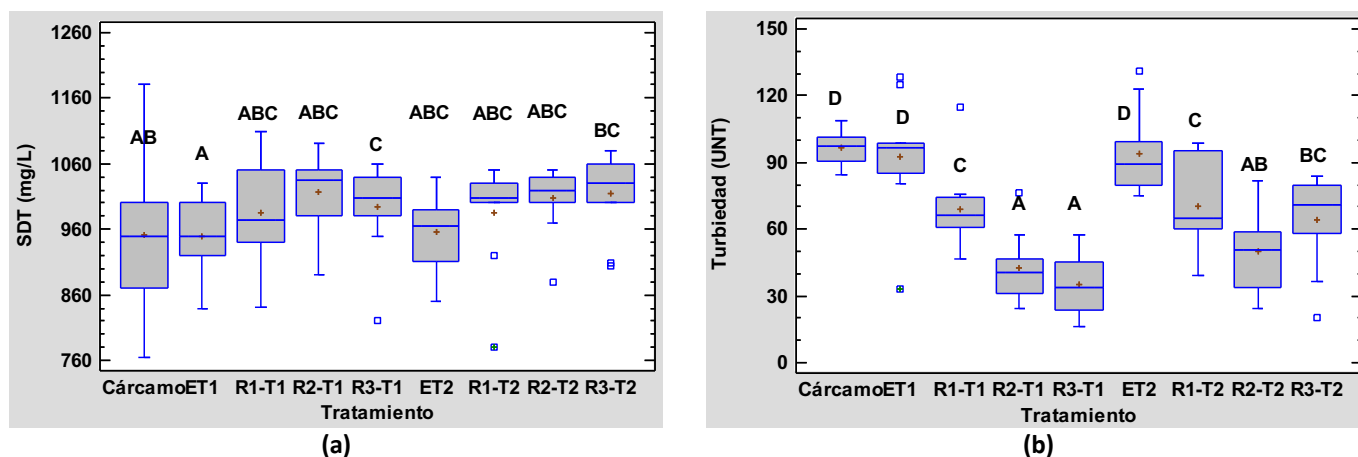 SDT (mg/L)
1260
1160
1060
960
860
760
AB
A
ABC
ABC
C
ABC
ABC
ABC
BC
Cárcamo ET1 R1-T1 R2-T1 R3-T1 ET2 R1-T2 R2-T2 R3-T2
Tratamiento
(a)
Turbiedad (UNT)
150
120
90
60
30
0
D
D
C
A
A
D
C
AB
BC
Cárcamo ET1 R1-T1 R2-T1 R3-T1 ET2 R1-T2 R2-T2 R3-T2
Tratamiento
(b)